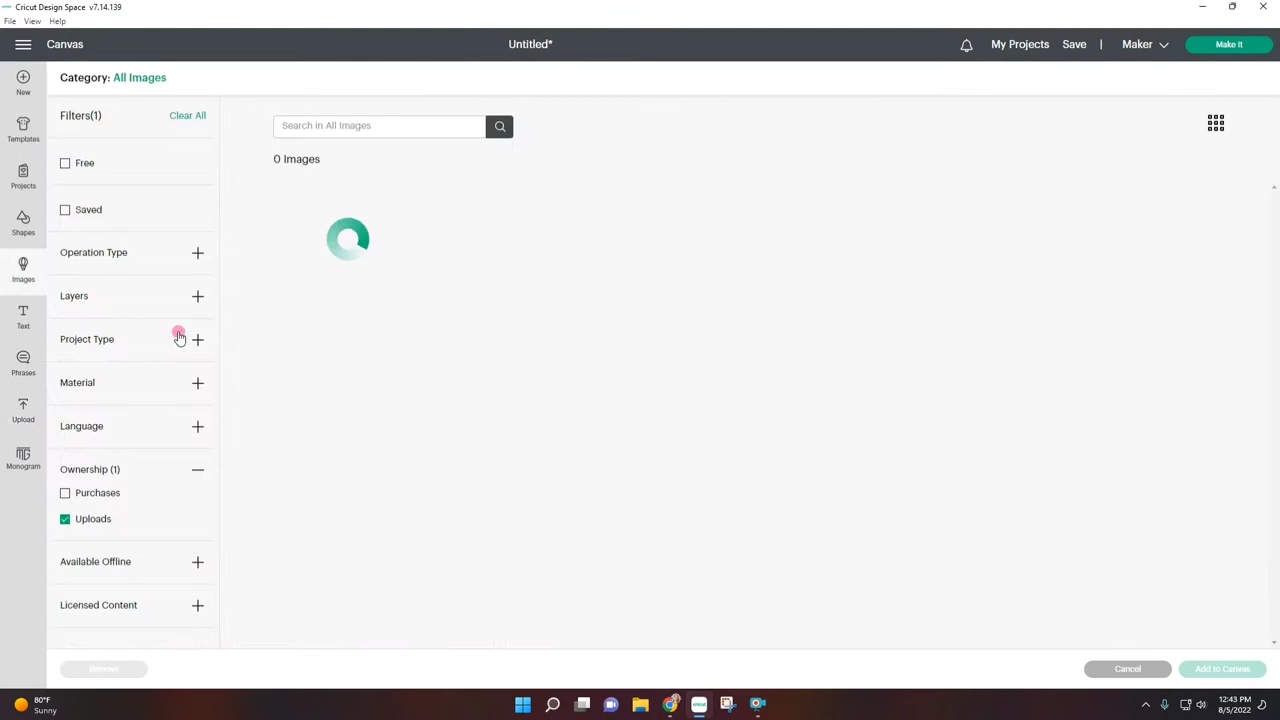 Cricut Design Space v7.14.139
File View Help
Canvas
Untitled*
My Projects Save | Maker Make It
Category: All Images
New
Templates
Projects
Shapes
Images
Text
Phrases
Upload
Monogram
Filters(1) Clear All
Free
Saved
Operation Type
Layers
Project Type
Material
Language
Ownership (1)
Purchases
Uploads
Available Offline
Licensed Content
Search in All Images
0 Images
Remove
Cancel
Add to Canvas
80°F
Sunny
cricut
12:43 PM
8/5/2022